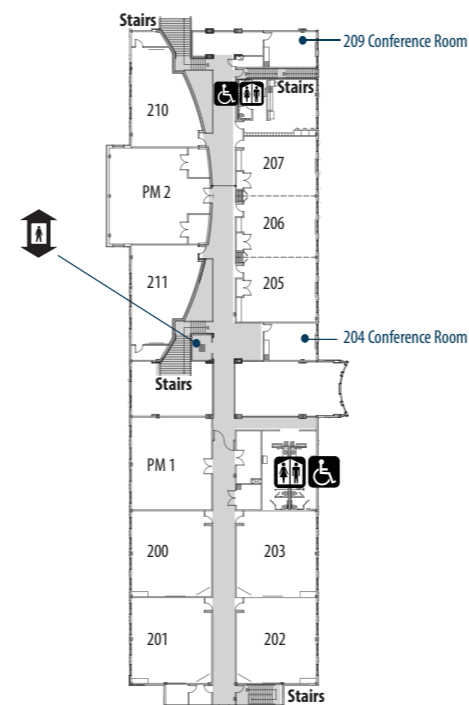 Stairs
209 Conference Room
210
Stairs
207
PM 2
206
211
205
204 Conference Room
Stairs
PM 1
200
203
201
202
Stairs